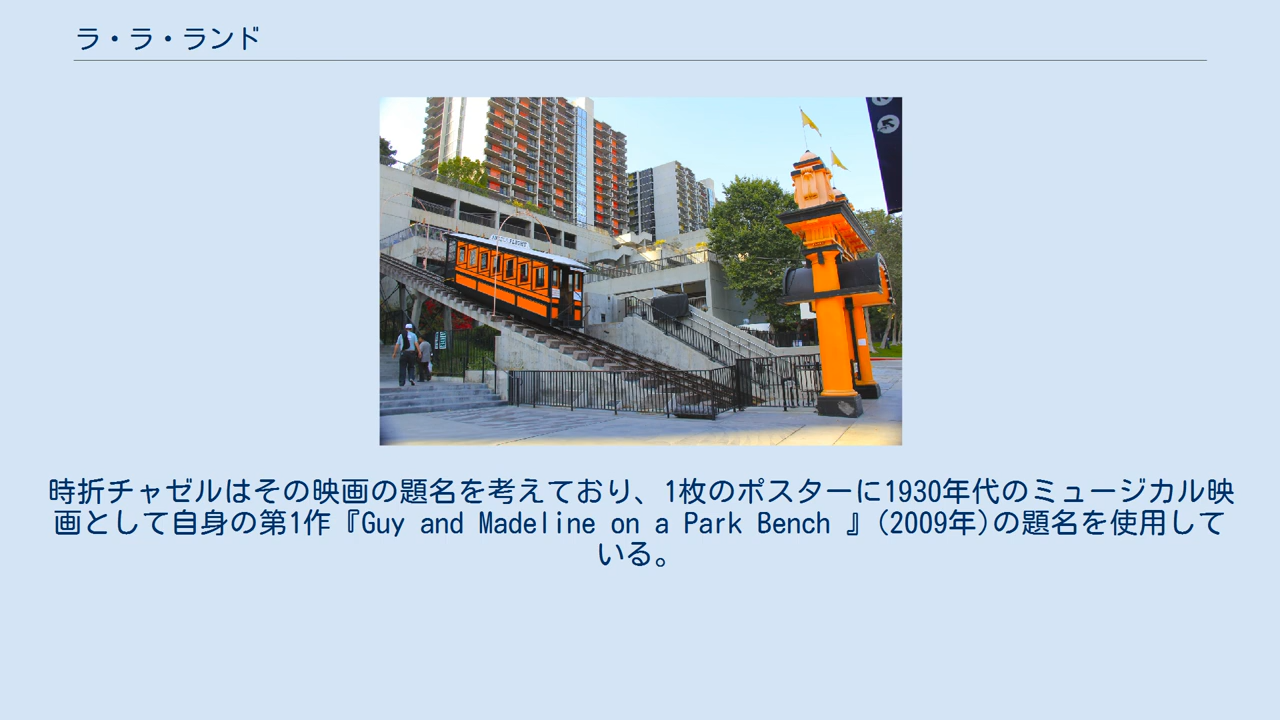 ラ・ラ・ランド
時折チャゼルはその映画の題名を考えており、1枚のポスターに1930年代のミュージカル映
画として自身の第1作『Guy and Madeline on a Park Bench 』(2009年)の題名を使用して
いる。